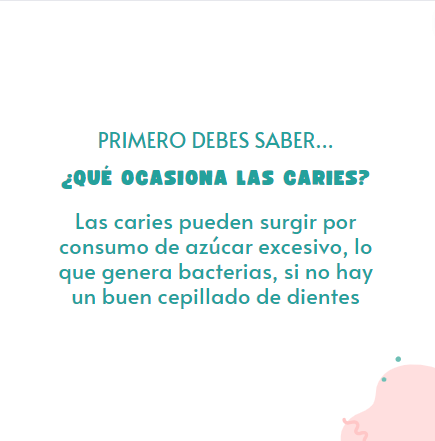 PRIMERO DEBES SABER...
¿QUÉ OCASIONA LAS CARIES?
Las caries pueden surgir por
consumo de azúcar excesivo, lo
que genera bacterias, si no hay
un buen cepillado de dientes